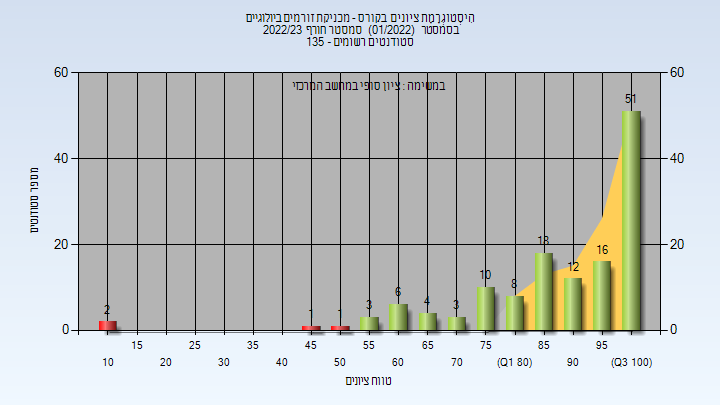 היסטוגרמת ציונים בקורס - מכניקת זורמים ביולוגיים
בסמסטר (01/2022) סמסטר חורף 2022/23
סטודנטים רשומים - 135
במשימה : ציון סופי במחשב המרכזי
60 60
40 40
20 20
0 0
מספר סטודנטים
2 1 1 3 6 4 3 10 8 18 12 16 51
15 25 35 45 55 65 75 85 95
10 20 30 40 50 60 70 (Q1 80) 90 (Q3 100)
טווח ציונים